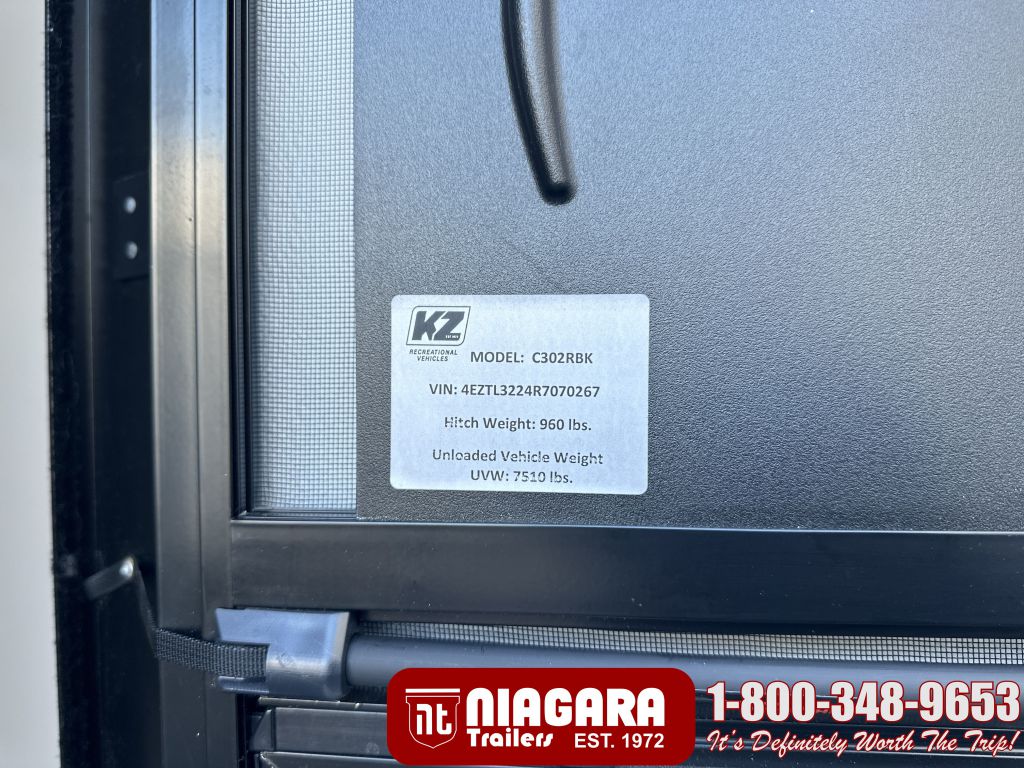 KZ
RECREATIONAL
VEHICLES
MODEL: C302RBK
VIN: 4EZTL3224R7070267
Hitch Weight: 960 lbs.
Unloaded Vehicle Weight
UVW: 7510 lbs.
nt NIAGARA
Trailers EST. 1972
1-800-348-9653
It's Definitely Worth The Trip!